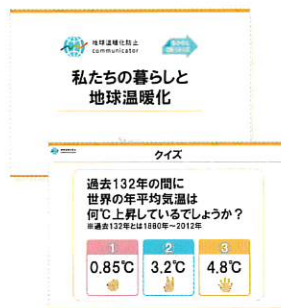 地球温暖化防止
communicator
私たちの暮らしと
地球温暖化
クイズ
過去132年の間に
世界の年平均気温は
何℃上昇しているでしょうか？
※過去132年とは1880年〜2012年
1
2
3
0.85℃
3.2℃
4.8℃